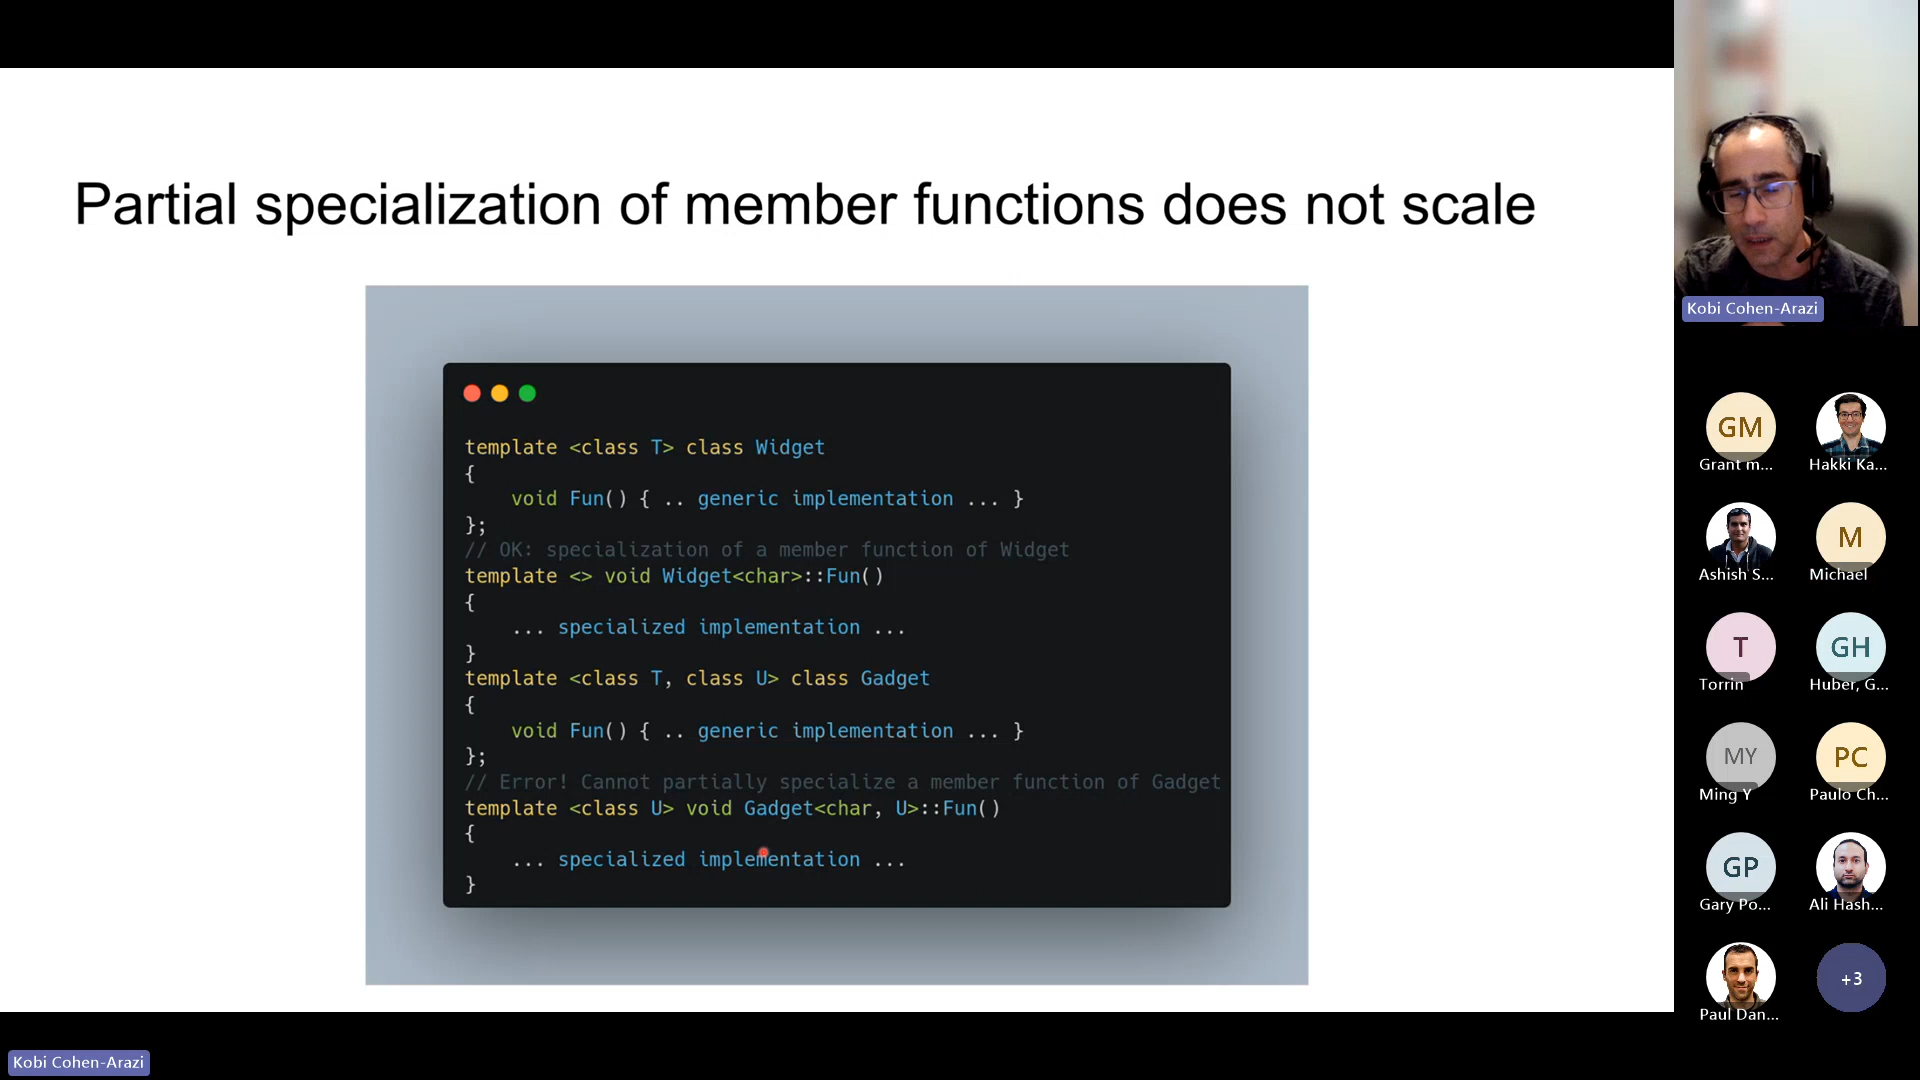 Partial specialization of member functions does not scale
template <class T> class Widget
{
    void Fun() { .. generic implementation ... }
};
// OK: specialization of a member function of Widget
template <> void Widget<char>::Fun()
{
    ... specialized implementation ...
}
template <class T, class U> class Gadget
{
    void Fun() { .. generic implementation ... }
};
// Error! Cannot partially specialize a member function of Gadget
template <class U> void Gadget<char, U>::Fun()
{
    ... specialized implementation ...
}
Kobi Cohen-Arazi
GM
Grant m...
Hakki Ka...
Ashish S...
M
Michael
T
Torrin
GH
Huber, G...
MY
Ming Y
PC
Paulo Ch...
GP
Gary Po...
Ali Hash...
Paul Dan...
+3
Kobi Cohen-Arazi